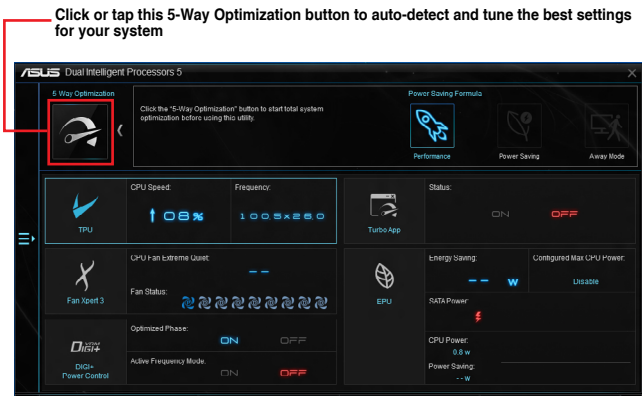 Click or tap this 5-Way Optimization button to auto-detect and tune the best settings
for your system
ASUS Dual Intelligent Processors 5
5 Way Optimization
Click the "5-Way Optimization" button to start total system
optimization before using this utility.
Power Saving Formula
Performance
Power Saving
Away Mode
TPU
CPU Speed:
08%
Frequency:
100.5x26.0
Turbo App
Status:
ON
OFF
Fan Xpert 3
CPU Fan Extreme Quiet:
--
Fan Status:
EPU
Energy Saving:
-- w
Configured Max CPU Power:
Disable
SATA Power:
CPU Power:
0.8 w
Power Saving:
--w
DIGI+ VRM
DIGI+
Power Control
Optimized Phase:
ON
OFF
Active Frequency Mode:
ON
OFF